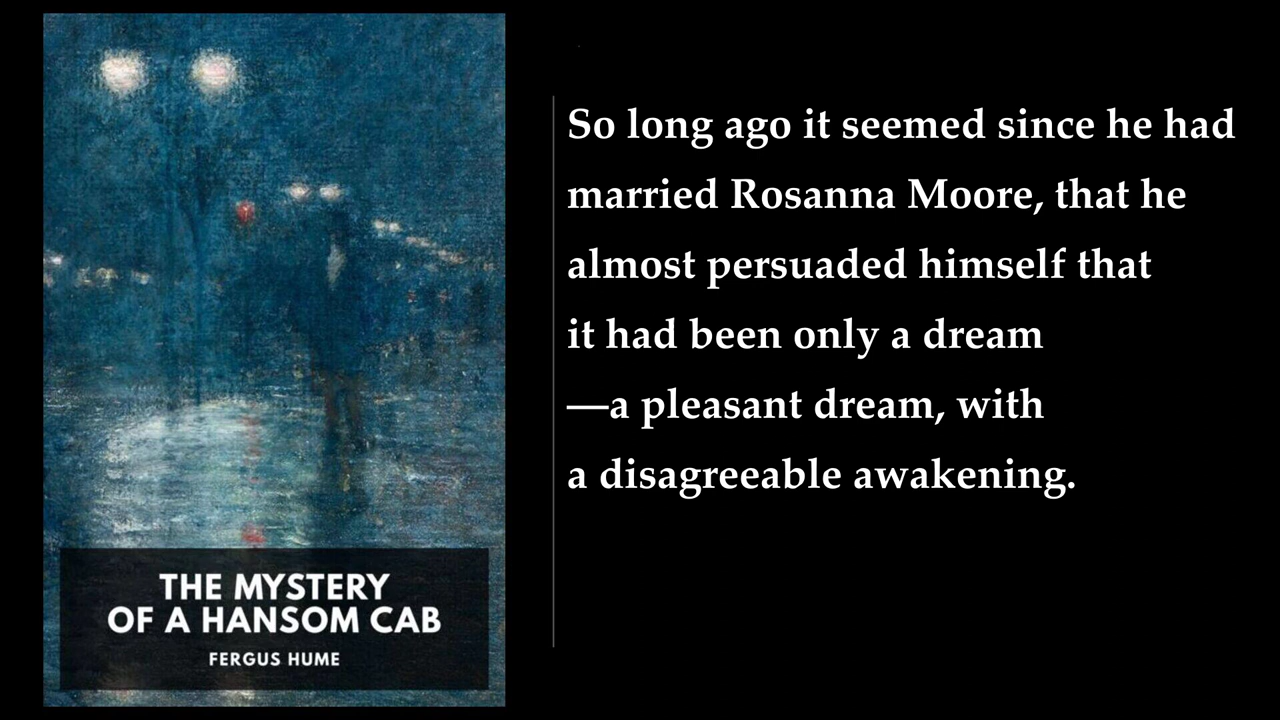 So long ago it seemed since he had
married Rosanna Moore, that he
almost persuaded himself that
it had been only a dream
—a pleasant dream, with
a disagreeable awakening.
THE MYSTERY
OF A HANSOM CAB
FERGUS HUME